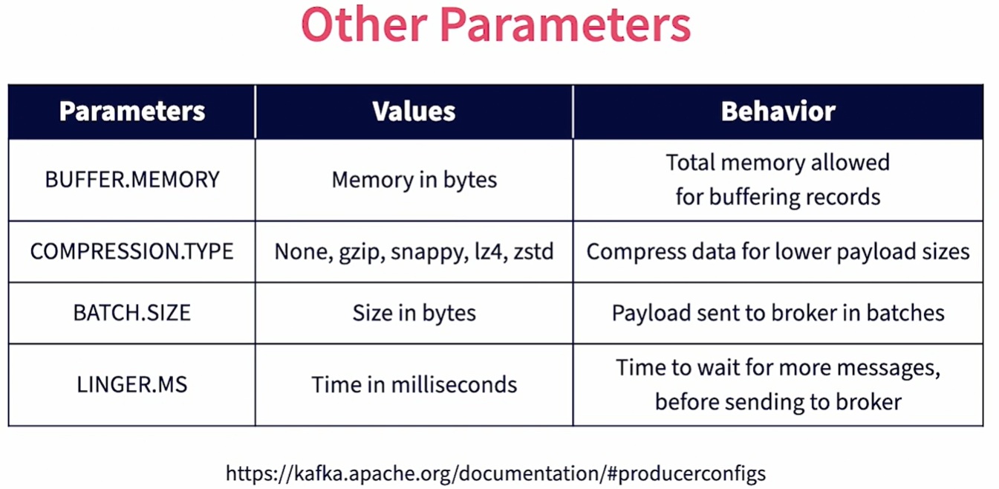 Other Parameters
Parameters Values Behavior
BUFFER.MEMORY Memory in bytes Total memory allowed
for buffering records
COMPRESSION.TYPE None, gzip, snappy, lz4, zstd Compress data for lower payload sizes
BATCH.SIZE Size in bytes Payload sent to broker in batches
LINGER.MS Time in milliseconds Time to wait for more messages,
before sending to broker
https://kafka.apache.org/documentation/#producerconfigs